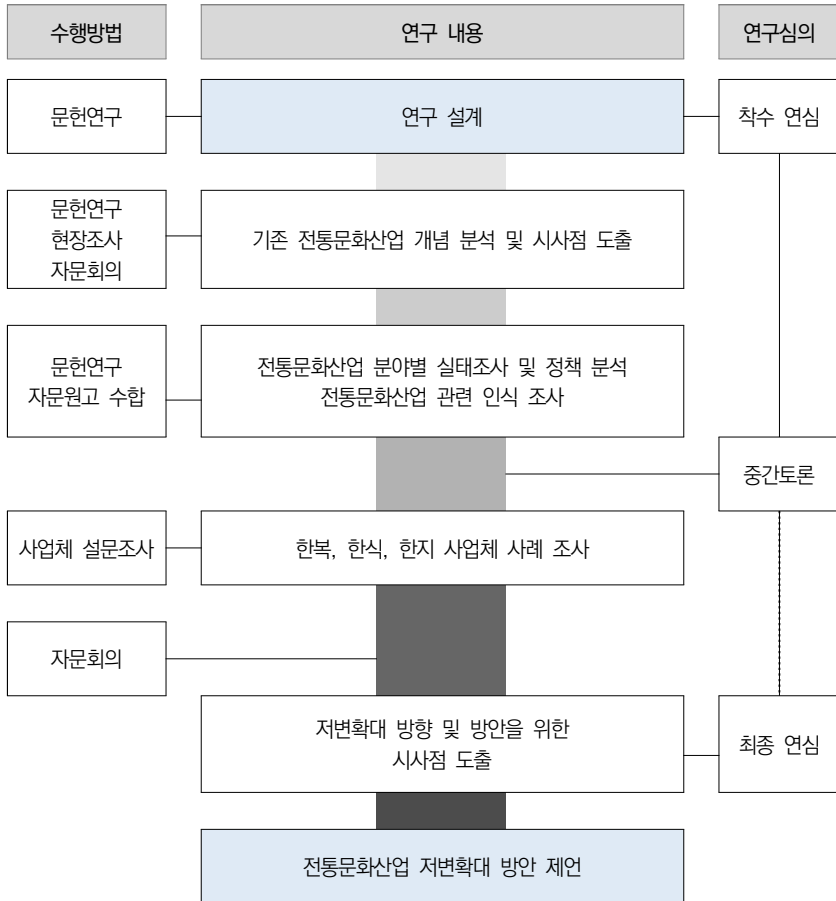 수행방법
연구 내용
연구심의
문헌연구
연구 설계
착수 연심
문헌연구
현장조사
자문회의
기존 전통문화산업 개념 분석 및 시사점 도출
문헌연구
자문원고 수합
전통문화산업 분야별 실태조사 및 정책 분석
전통문화산업 관련 인식 조사
중간토론
사업체 설문조사
한복, 한식, 한지 사업체 사례 조사
자문회의
저변확대 방향 및 방안을 위한
시사점 도출
최종 연심
전통문화산업 저변확대 방안 제언